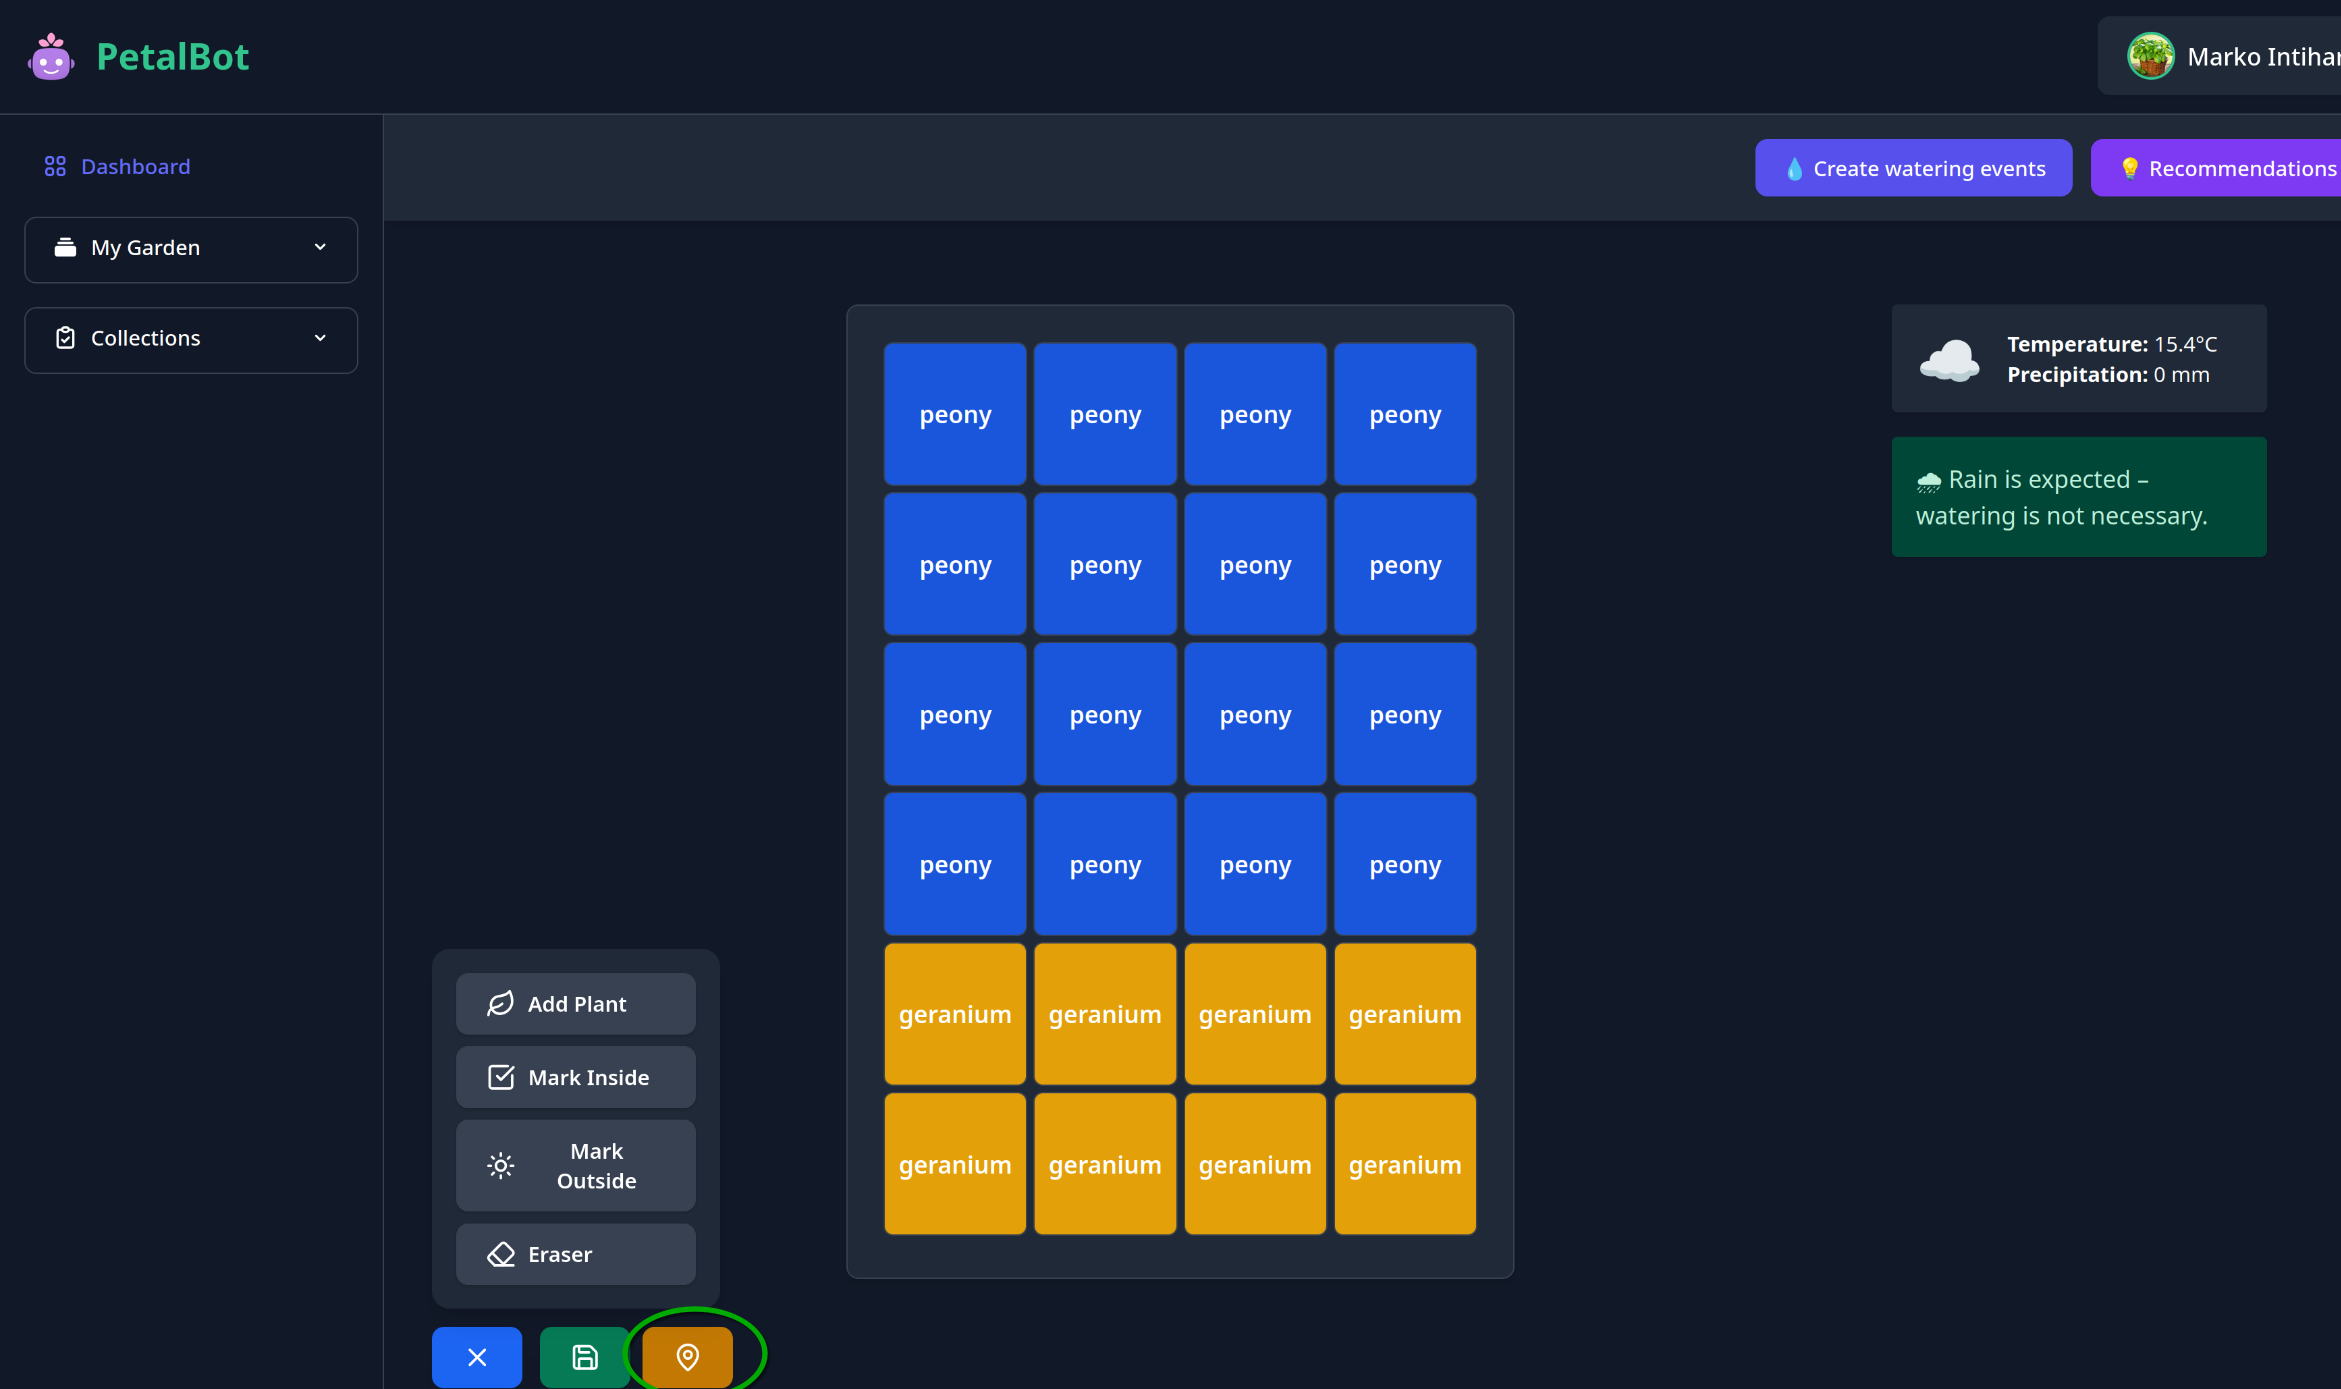 PetalBot
Marko Intihar
Dashboard
Create watering events
Recommendations
My Garden
Collections
Temperature: 15.4°C
Precipitation: 0 mm
Rain is expected –
watering is not necessary.
peony peony peony peony
peony peony peony peony
peony peony peony peony
peony peony peony peony
geranium geranium geranium geranium
geranium geranium geranium geranium
Add Plant
Mark Inside
Mark
Outside
Eraser